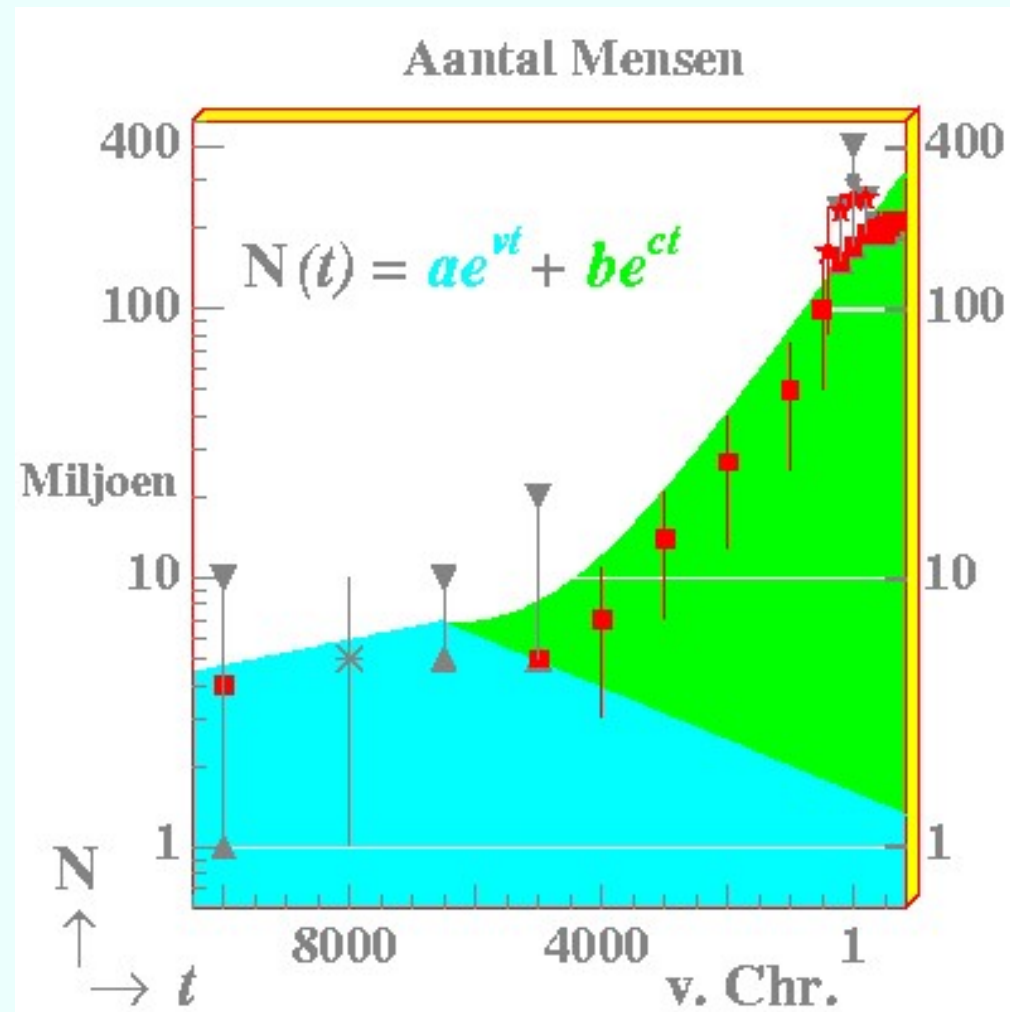 Aantal Mensen
400 400
N(t) = ae^vt + be^ct
100 100
Miljoen
10 10
1 1
N
8000 4000 1
→ t v. Chr.